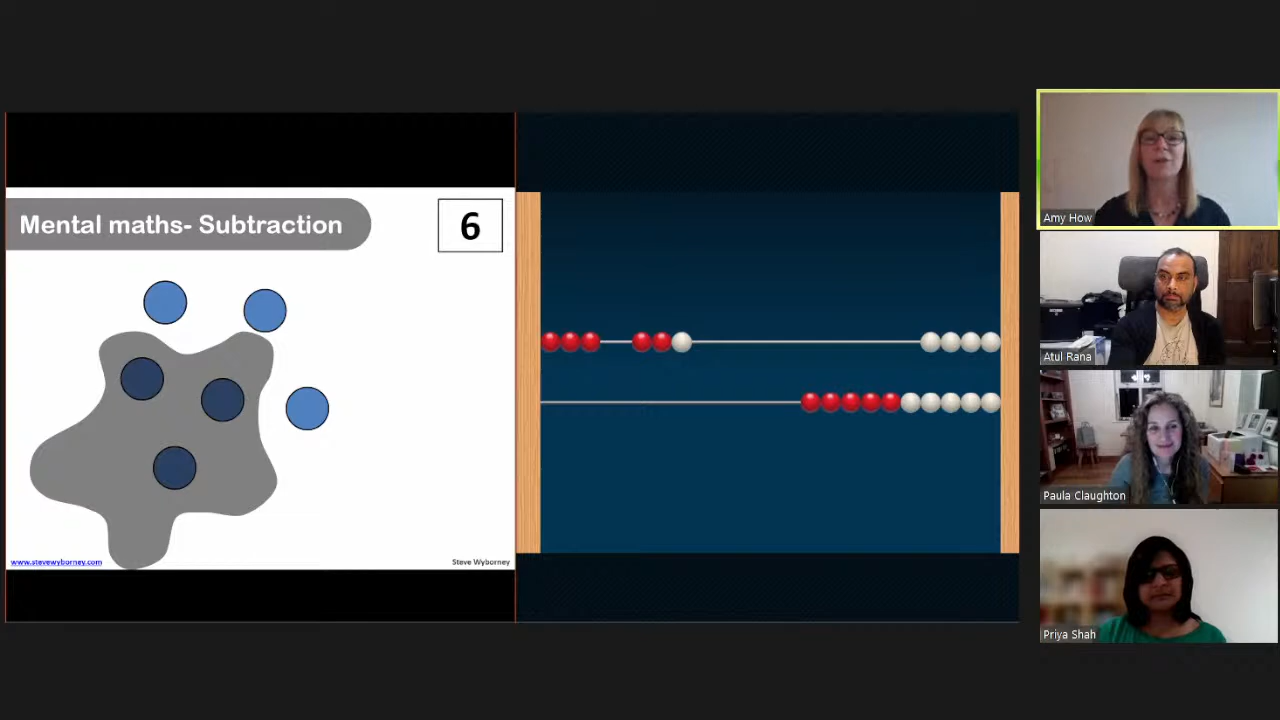 Mental maths- Subtraction
6
www.stevewyborney.com
Steve Wyborney
Amy How
Atul Rana
Paula Claughton
Priya Shah